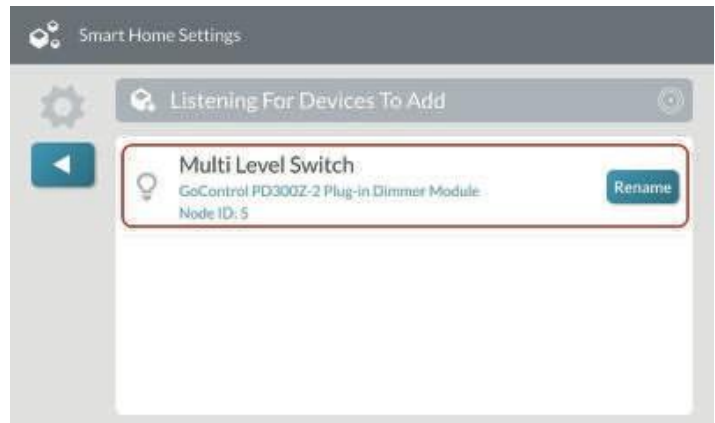 Smart Home Settings
Listening For Devices To Add
Multi Level Switch
GoControl PD300Z-2 Plug-in Dimmer Module
Rename
Node ID: 5